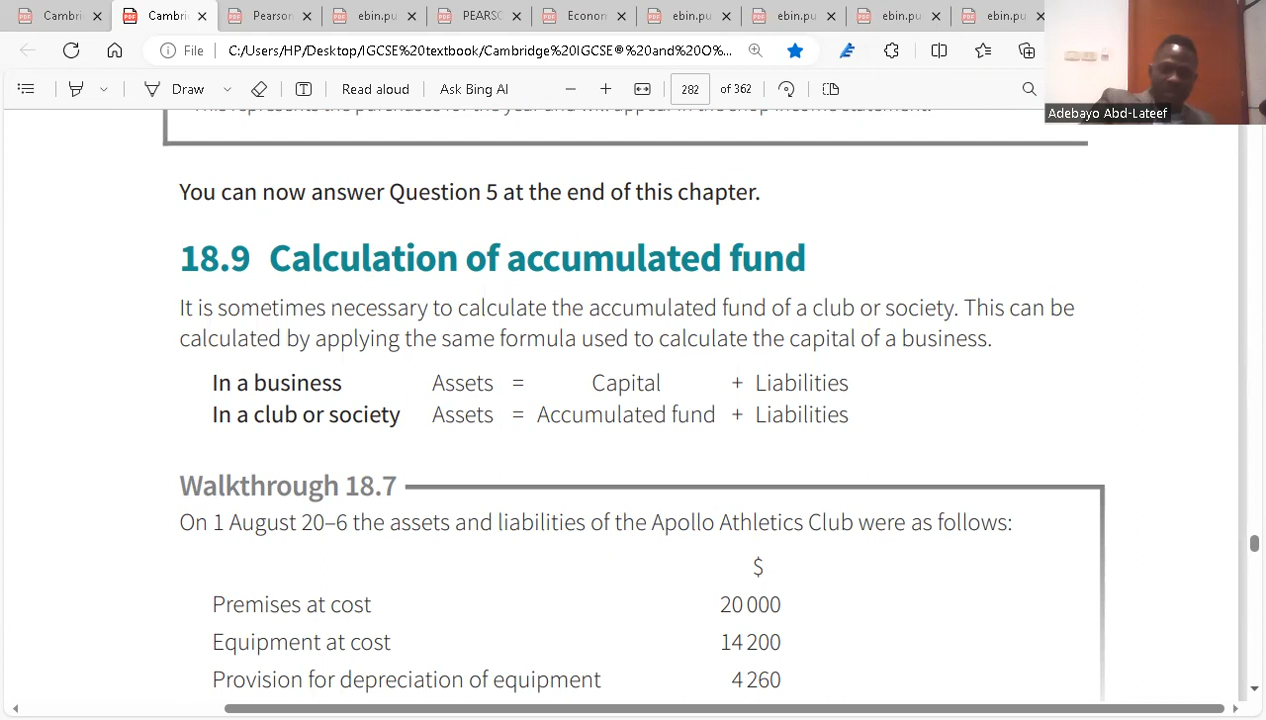 Cambri
Cambri
Pearson
ebin.pu
PEARSC
Econom
ebin.pu
ebin.pu
ebin.pu
ebin.pu
File
C:/Users/HP/Desktop/IGCSE%20textbook/Cambridge%20IGCSE®%20and%20O%...
Draw
Read aloud
Ask Bing AI
282 of 362
Adebayo Abd-Lateef
You can now answer Question 5 at the end of this chapter.
18.9 Calculation of accumulated fund
It is sometimes necessary to calculate the accumulated fund of a club or society. This can be
calculated by applying the same formula used to calculate the capital of a business.
In a business Assets = Capital + Liabilities
In a club or society Assets = Accumulated fund + Liabilities
Walkthrough 18.7
On 1 August 20–6 the assets and liabilities of the Apollo Athletics Club were as follows:
$
Premises at cost 20 000
Equipment at cost 14 200
Provision for depreciation of equipment 4 260